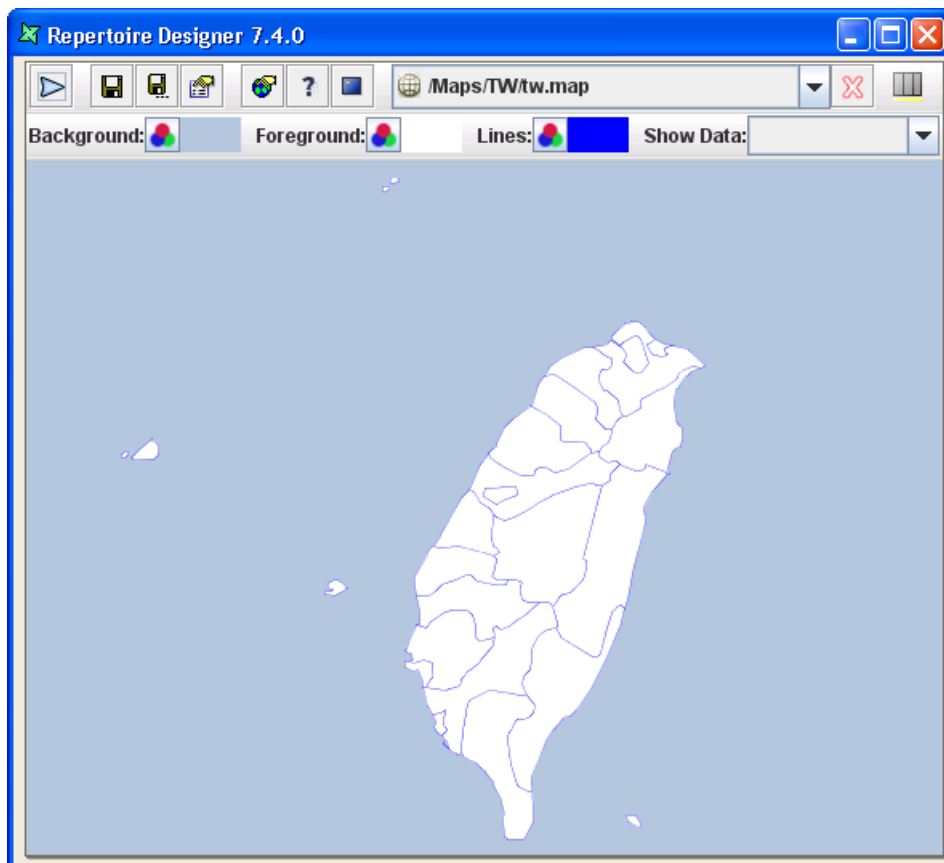 Repertoire Designer 7.4.0
? /Maps/TW/tw.map
Background: Foreground: Lines: Show Data: